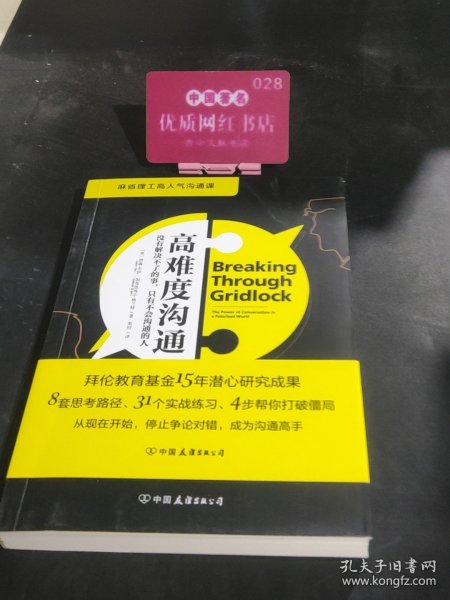 028
中国著名
优质网红书店
麻省理工高人气沟通课
高难度沟通
没有解决不了的事，只有不会沟通的人
Breaking
Through
Gridlock
The Power of Conversation in
a Polarized World
拜伦教育基金15年潜心研究成果
8套思考路径、31个实战练习、4步帮你打破僵局
从现在开始，停止争论对错，成为沟通高手
中国友谊出版公司
中国友谊出版公司
孔夫子旧书网
www.kongfz.com